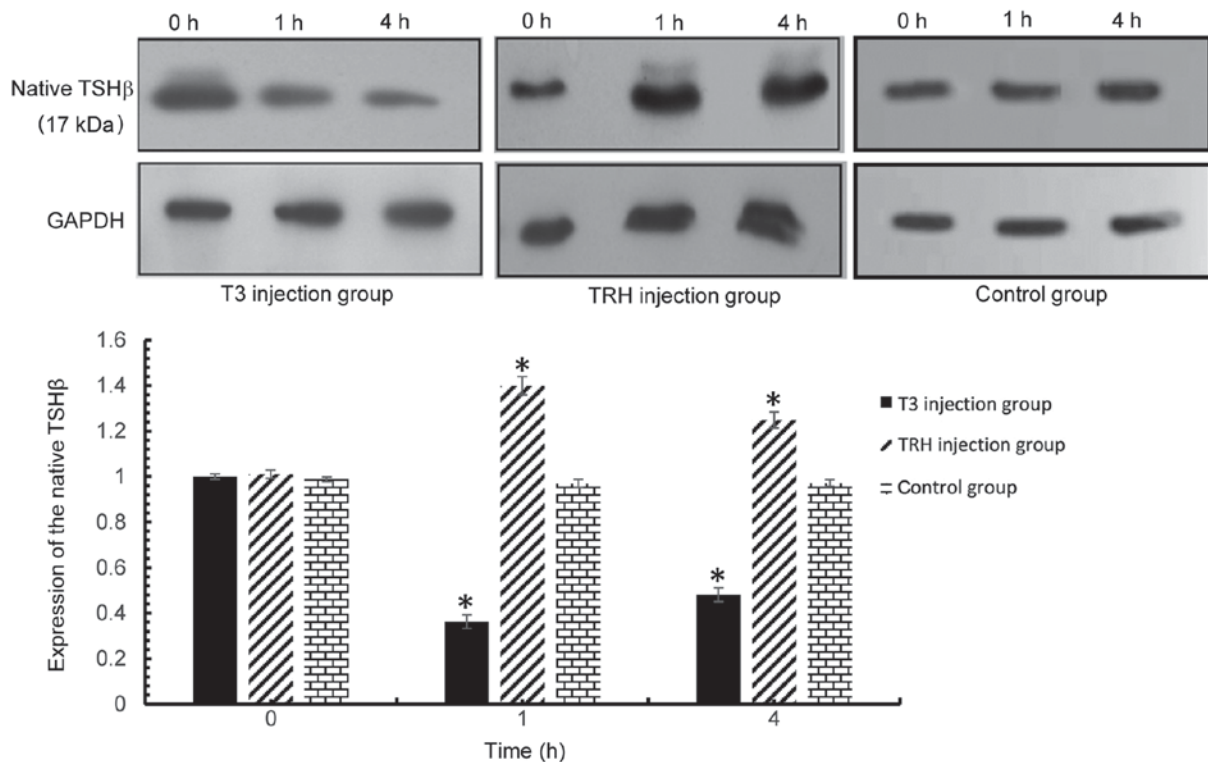 0 h 1 h 4 h 0 h 1 h 4 h 0 h 1 h 4 h
Native TSHβ
(17 kDa)
GAPDH
T3 injection group TRH injection group Control group
Expression of the native TSHβ
1.6
1.4
1.2
1
0.8
0.6
0.4
0.2
0
* *
* *
T3 injection group
TRH injection group
Control group
0 1 4
Time (h)